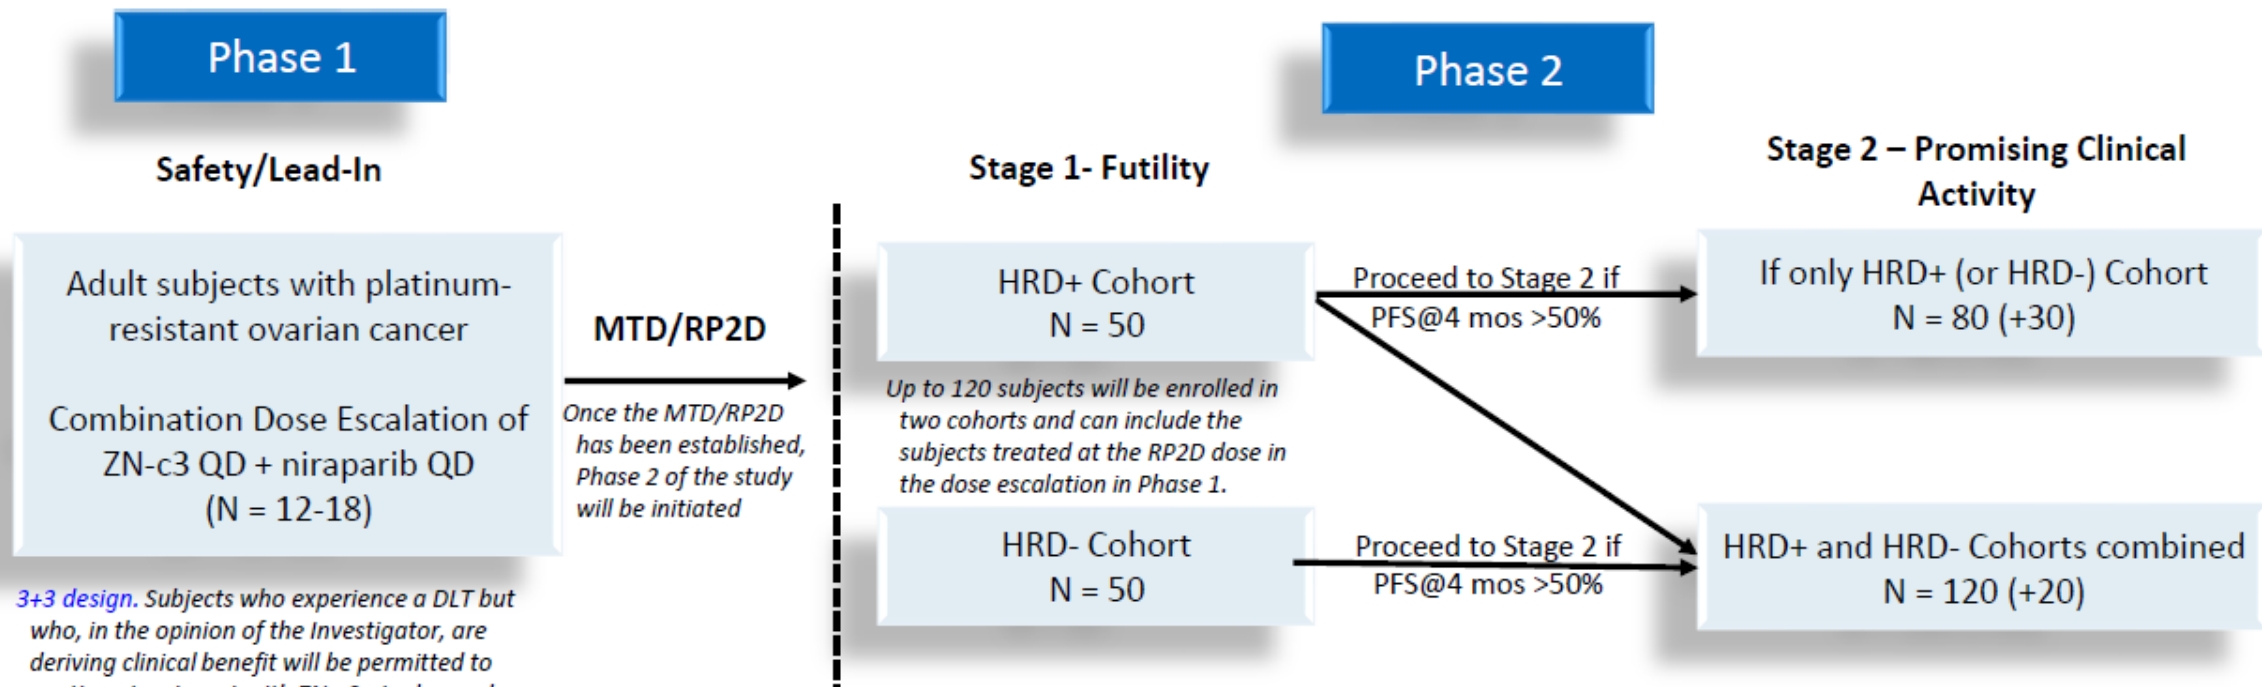 Phase 1
Safety/Lead-In
Adult subjects with platinum-
resistant ovarian cancer
Combination Dose Escalation of
ZN-c3 QD + niraparib QD
(N = 12-18)
3+3 design. Subjects who experience a DLT but
who, in the opinion of the Investigator, are
deriving clinical benefit will be permitted to
MTD/RP2D
Once the MTD/RP2D
has been established,
Phase 2 of the study
will be initiated
Phase 2
Stage 1- Futility
HRD+ Cohort
N = 50
Up to 120 subjects will be enrolled in
two cohorts and can include the
subjects treated at the RP2D dose in
the dose escalation in Phase 1.
HRD- Cohort
N = 50
Proceed to Stage 2 if
PFS@4 mos >50%
Proceed to Stage 2 if
PFS@4 mos >50%
Stage 2 – Promising Clinical
Activity
If only HRD+ (or HRD-) Cohort
N = 80 (+30)
HRD+ and HRD- Cohorts combined
N = 120 (+20)